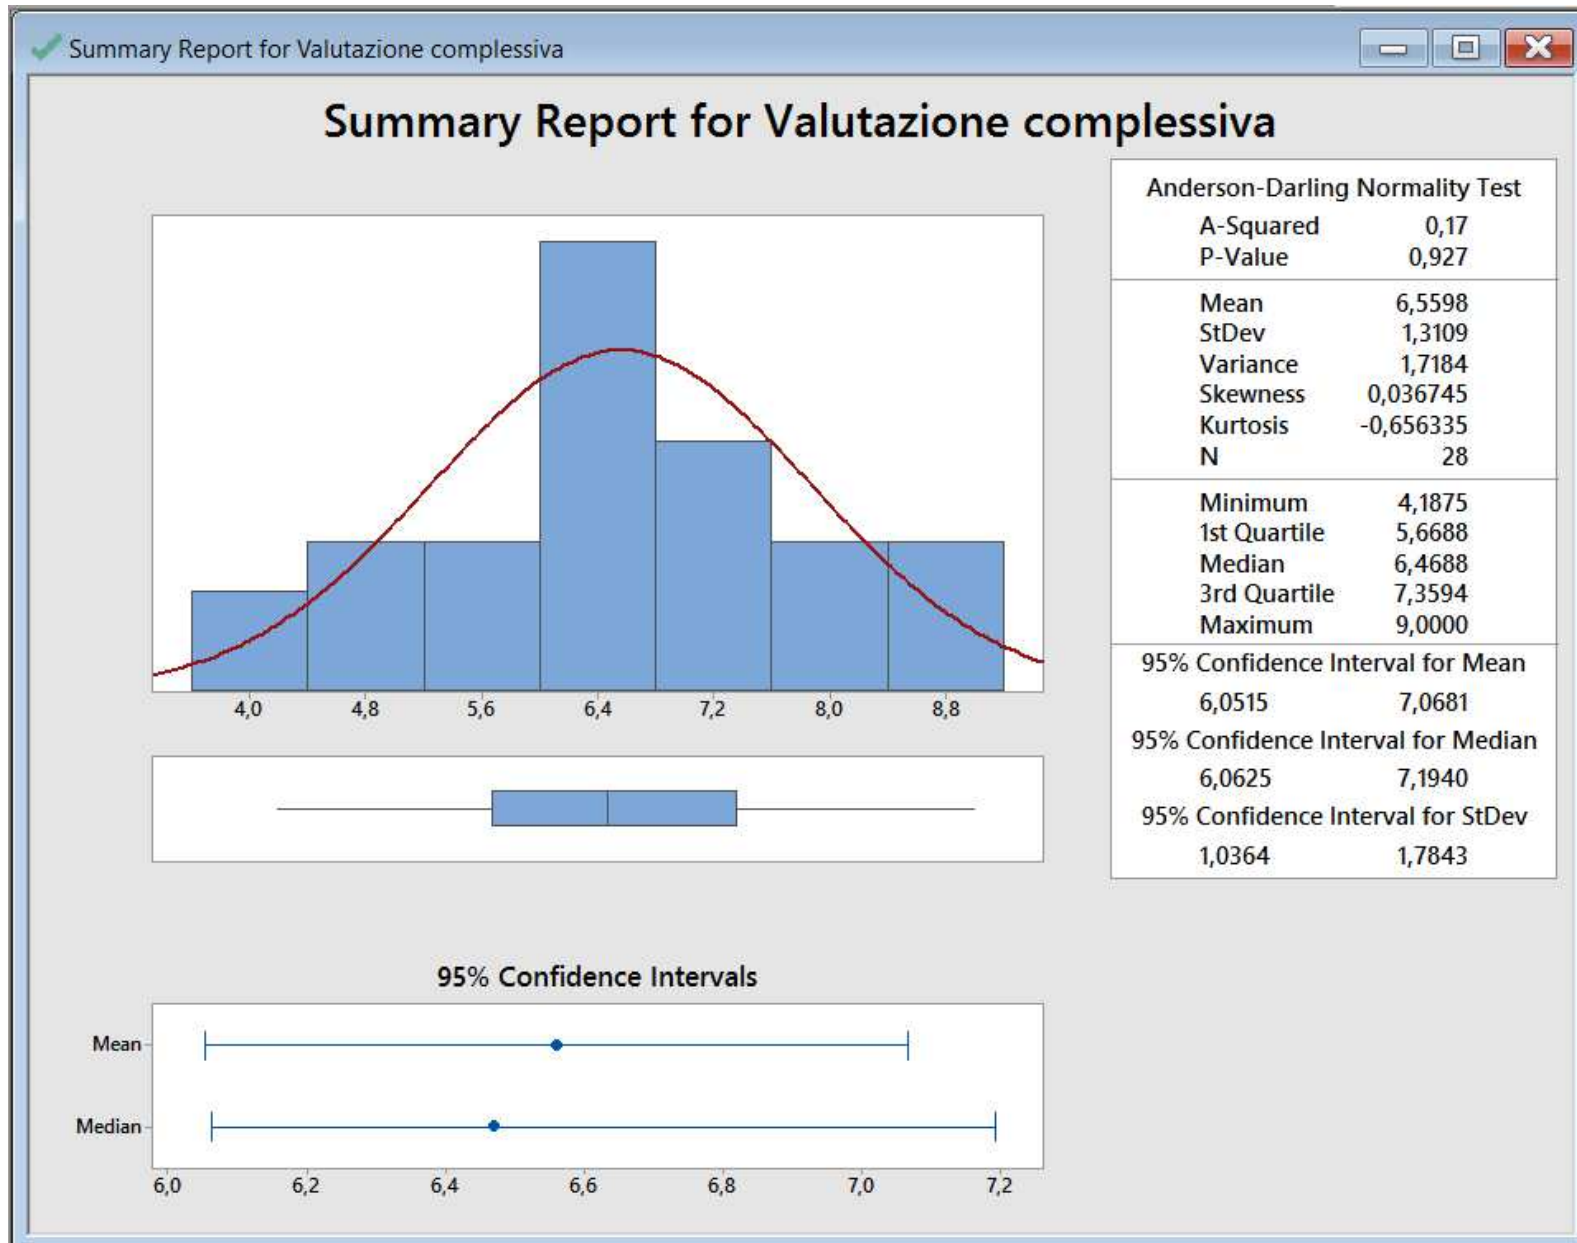 Summary Report for Valutazione complessiva
Summary Report for Valutazione complessiva
Anderson-Darling Normality Test
A-Squared 0,17
P-Value 0,927
Mean 6,5598
StDev 1,3109
Variance 1,7184
Skewness 0,036745
Kurtosis -0,656335
N 28
Minimum 4,1875
1st Quartile 5,6688
Median 6,4688
3rd Quartile 7,3594
Maximum 9,0000
95% Confidence Interval for Mean
6,0515 7,0681
95% Confidence Interval for Median
6,0625 7,1940
95% Confidence Interval for StDev
1,0364 1,7843
4,0 4,8 5,6 6,4 7,2 8,0 8,8
95% Confidence Intervals
Mean
Median
6,0 6,2 6,4 6,6 6,8 7,0 7,2